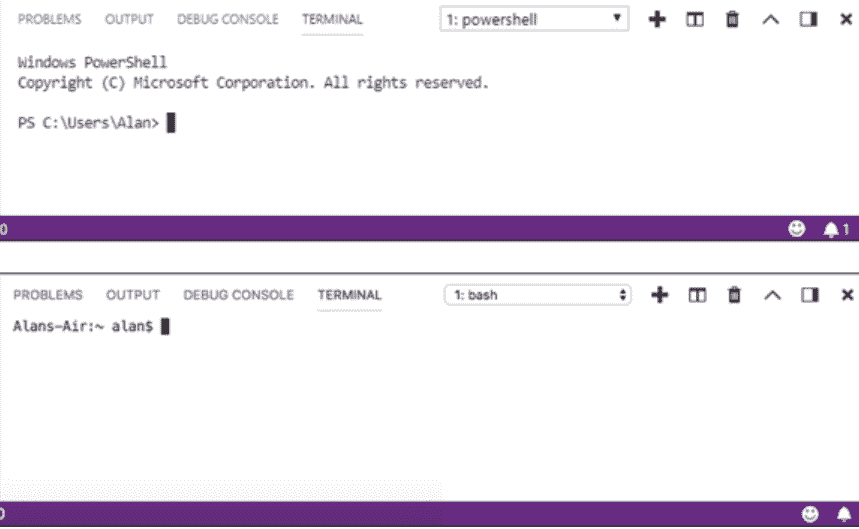 PROBLEMS OUTPUT DEBUG CONSOLE TERMINAL 1: powershell
Windows PowerShell
Copyright (C) Microsoft Corporation. All rights reserved.
PS C:\Users\Alan>
0 1
PROBLEMS OUTPUT DEBUG CONSOLE TERMINAL 1: bash
Alans-Air:~ alan$
0